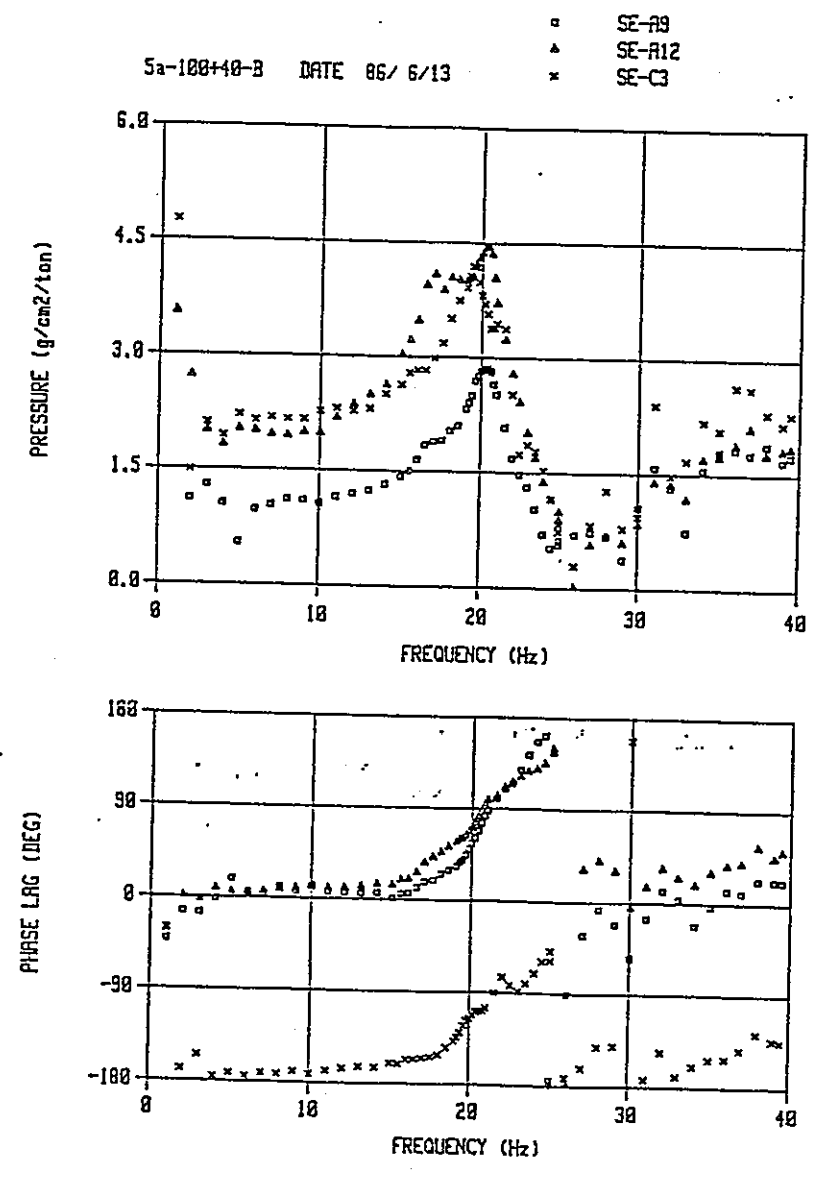 SE-A9
SE-A12
SE-C3
5a-100+40-B DATE 86/ 6/13
6.0
4.5
3.0
1.5
0.0
PRESSURE (g/cm2/ton)
0 10 20 30 40
FREQUENCY (Hz)
180
90
0
-90
-180
PHASE LAG (DEG)
0 10 20 30 40
FREQUENCY (Hz)